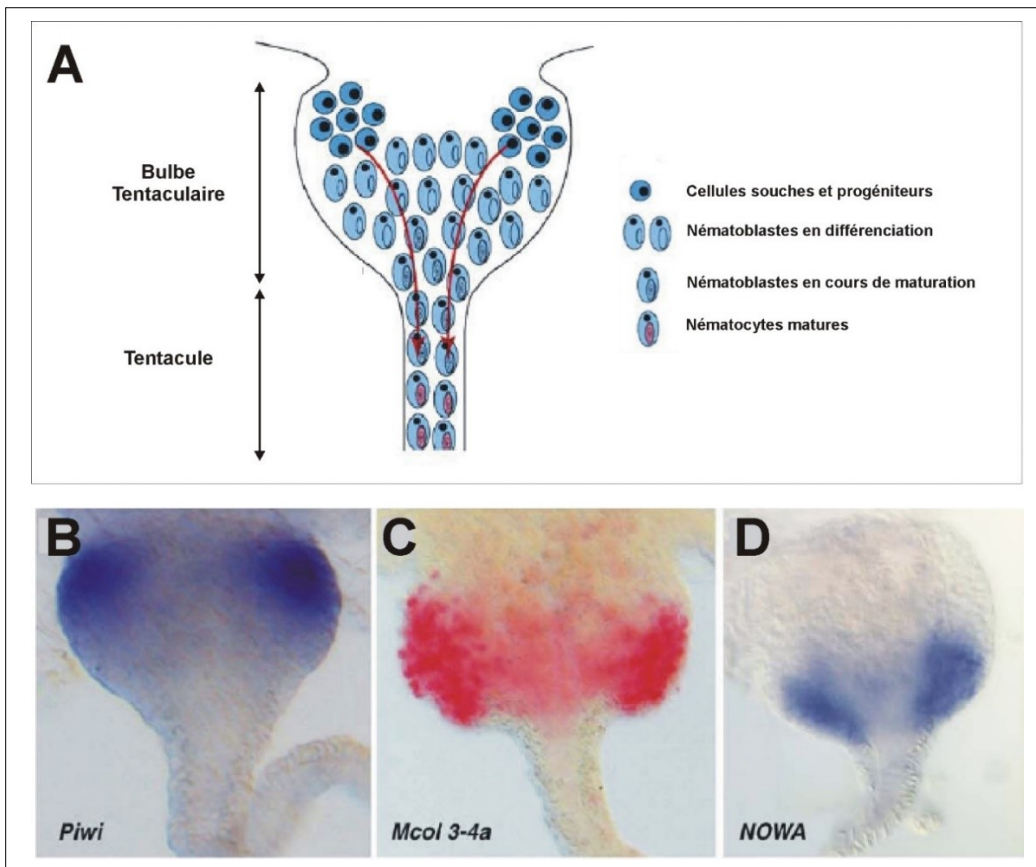 A
Bulbe
Tentaculaire
Tentacule
Cellules souches et progéniteurs
Nématoblastes en différenciation
Nématoblastes en cours de maturation
Nématocytes matures
B
Piwi
C
Mcol 3-4a
D
NOWA